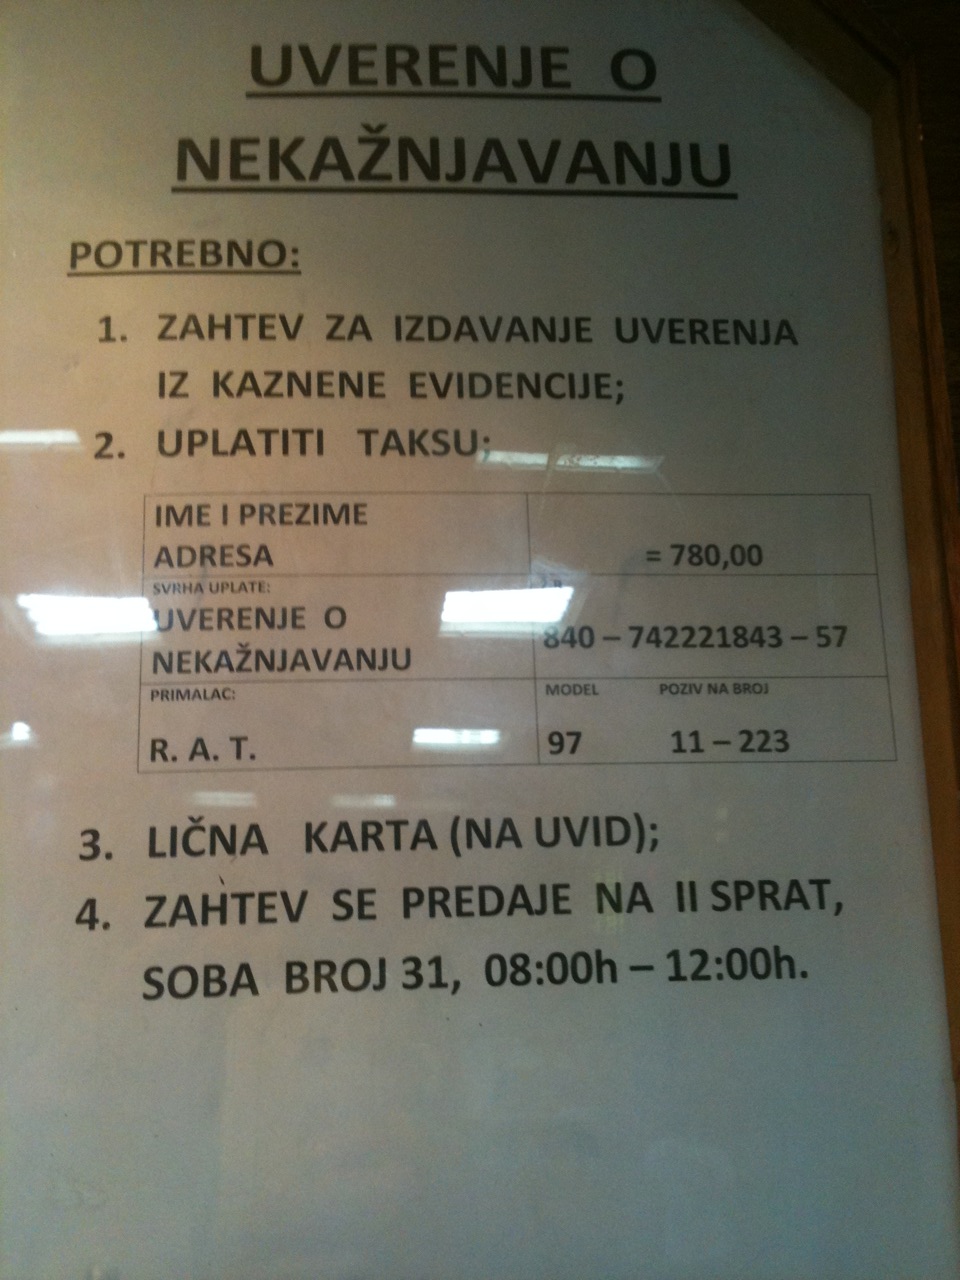 UVERENJE O
NEKAŽNJAVANJU
POTREBNO:
1. ZAHTEV ZA IZDAVANJE UVERENJA
IZ KAZNENE EVIDENCIJE;
2. UPLATITI TAKSU;
IME I PREZIME
ADRESA = 780,00
SVRHA UPLATE:
UVERENJE O
NEKAŽNJAVANJU
840 – 742221843 – 57
PRIMALAC: MODEL POZIV NA BROJ
R. A. T. 97 11 – 223
3. LIČNA KARTA (NA UVID);
4. ZAHTEV SE PREDAJE NA II SPRAT,
SOBA BROJ 31, 08:00h – 12:00h.